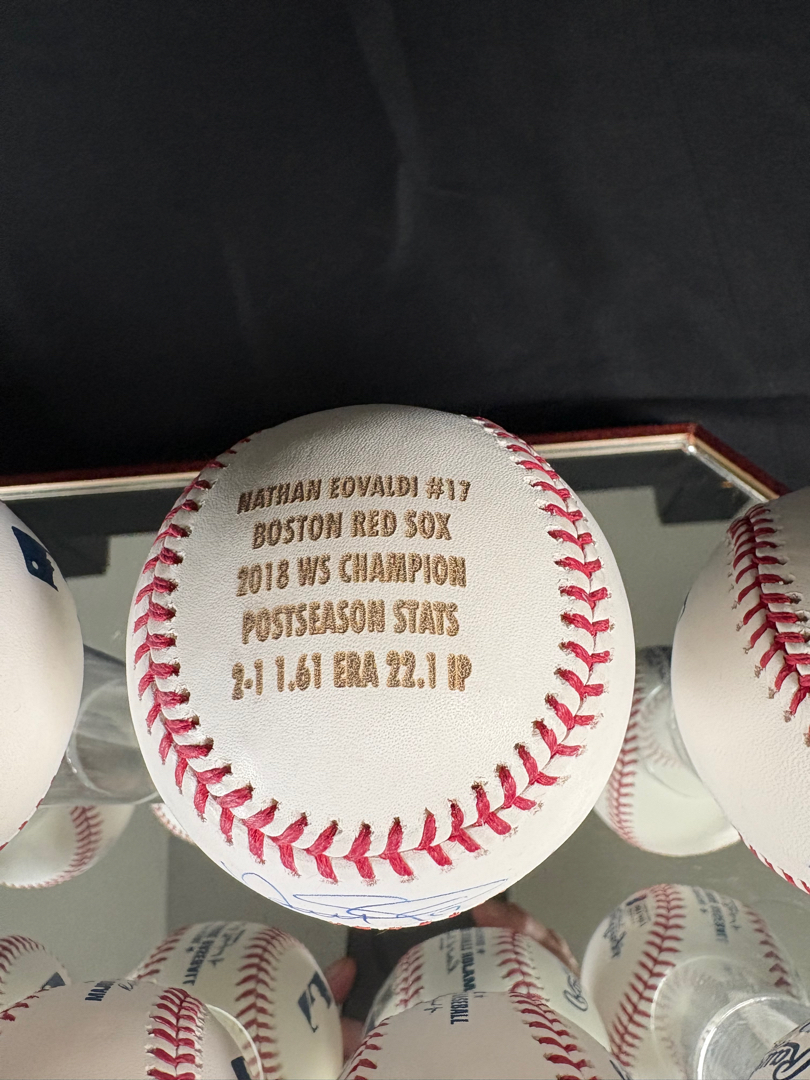 NATHAN EOVALDI #17
BOSTON RED SOX
2018 WS CHAMPION
POSTSEASON STATS
2-1 1.61 ERA 22.1 IP
BASEBALL